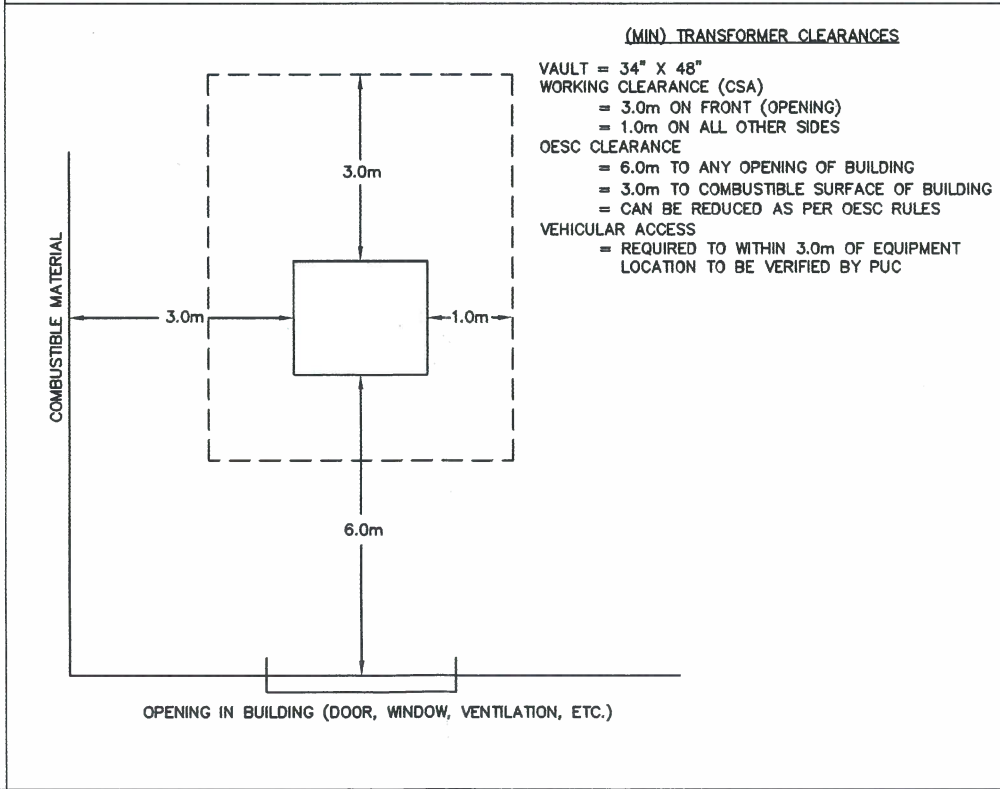 (MIN) TRANSFORMER CLEARANCES
VAULT = 34" X 48"
WORKING CLEARANCE (CSA)
= 3.0m ON FRONT (OPENING)
= 1.0m ON ALL OTHER SIDES
OESC CLEARANCE
= 6.0m TO ANY OPENING OF BUILDING
= 3.0m TO COMBUSTIBLE SURFACE OF BUILDING
= CAN BE REDUCED AS PER OESC RULES
VEHICULAR ACCESS
= REQUIRED TO WITHIN 3.0m OF EQUIPMENT
LOCATION TO BE VERIFIED BY PUC
3.0m
COMBUSTIBLE MATERIAL
3.0m
1.0m
6.0m
OPENING IN BUILDING (DOOR, WINDOW, VENTILATION, ETC.)